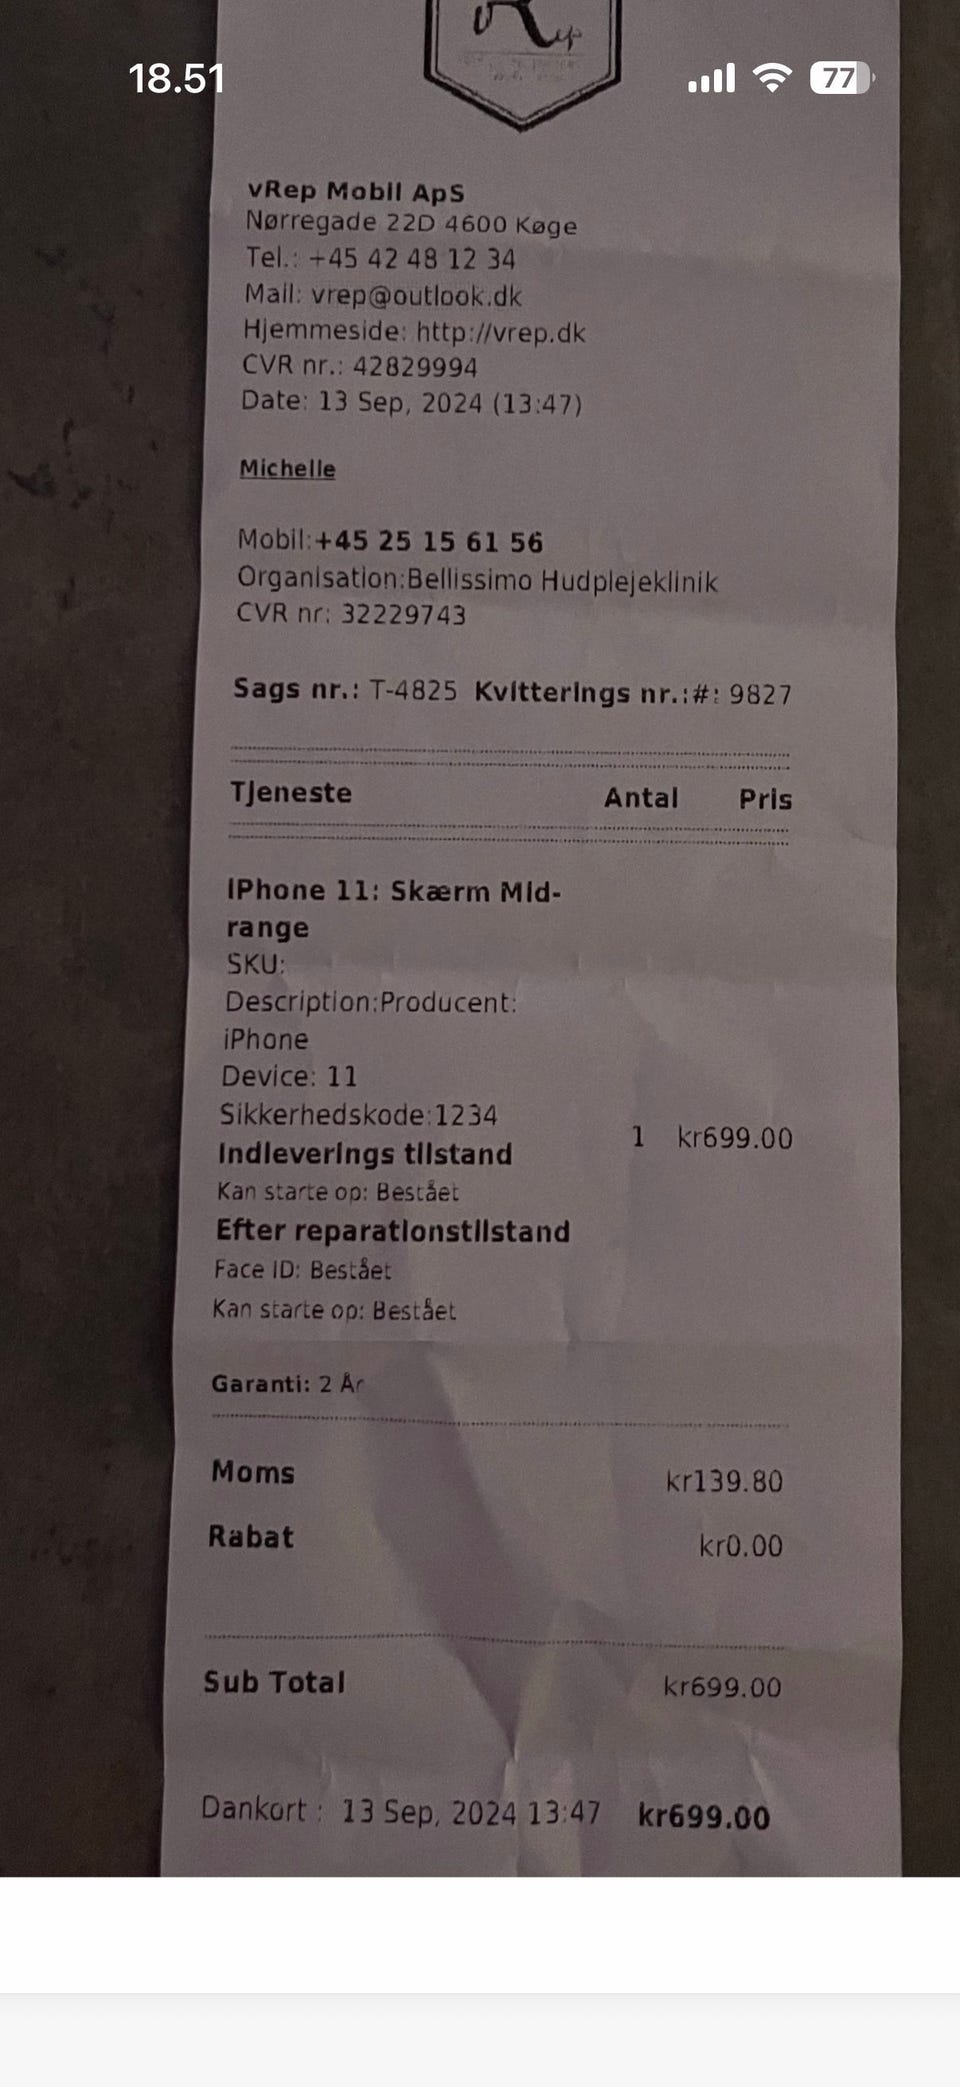 18.51
77
vRep
vRep Mobil ApS
Nørregade 22D 4600 Køge
Tel.: +45 42 48 12 34
Mail: vrep@outlook.dk
Hjemmeside: http://vrep.dk
CVR nr.: 42829994
Date: 13 Sep, 2024 (13:47)
Michelle
Mobil:+45 25 15 61 56
Organisation:Bellissimo Hudplejeklinik
CVR nr: 32229743
Sags nr.: T-4825 Kvitterings nr.:#: 9827
Tjeneste Antal Pris
iPhone 11: Skærm Mid-
range
SKU:
Description:Producent:
iPhone
Device: 11
Sikkerhedskode:1234
1 kr699.00
Indleverings tilstand
Kan starte op: Bestået
Efter reparationstilstand
Face ID: Bestået
Kan starte op: Bestået
Garanti: 2 År
Moms kr139.80
Rabat kr0.00
Sub Total kr699.00
Dankort : 13 Sep, 2024 13:47 kr699.00